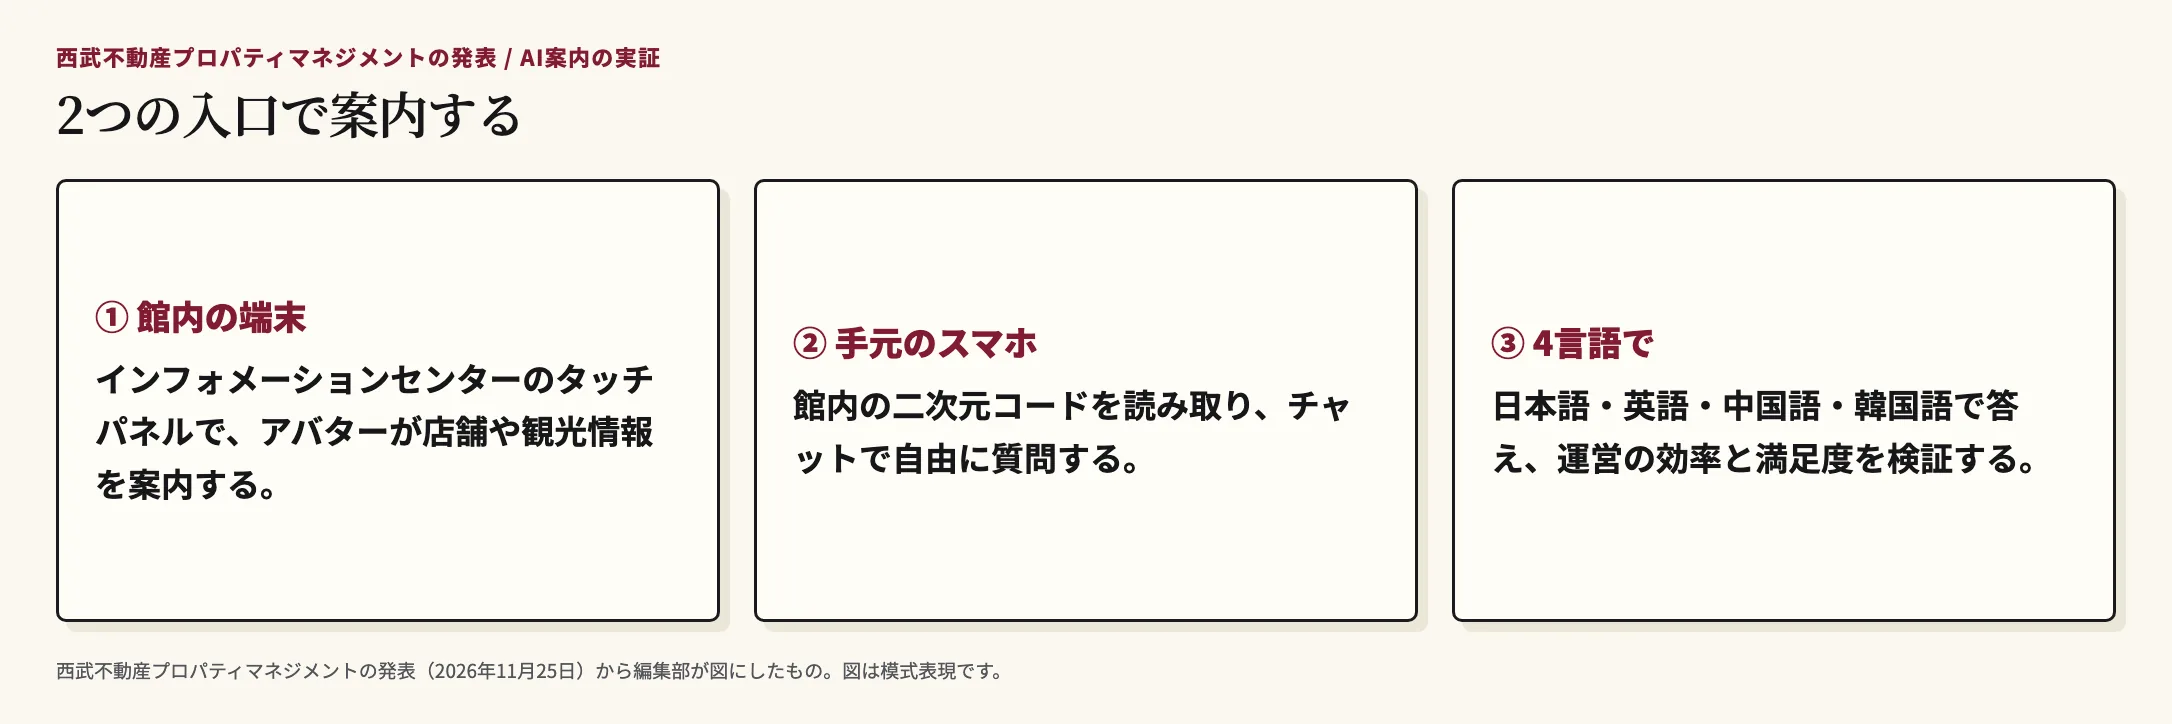 西武不動産プロパティマネジメントの発表 / AI案内の実証
2つの入口で案内する
① 館内の端末
インフォメーションセンターのタッチ
パネルで、アバターが店舗や観光情報
を案内する。
② 手元のスマホ
館内の二次元コードを読み取り、チャ
ットで自由に質問する。
③ 4言語で
日本語・英語・中国語・韓国語で答
え、運営の効率と満足度を検証する。
西武不動産プロパティマネジメントの発表（2026年11月25日）から編集部が図にしたもの。図は模式表現です。